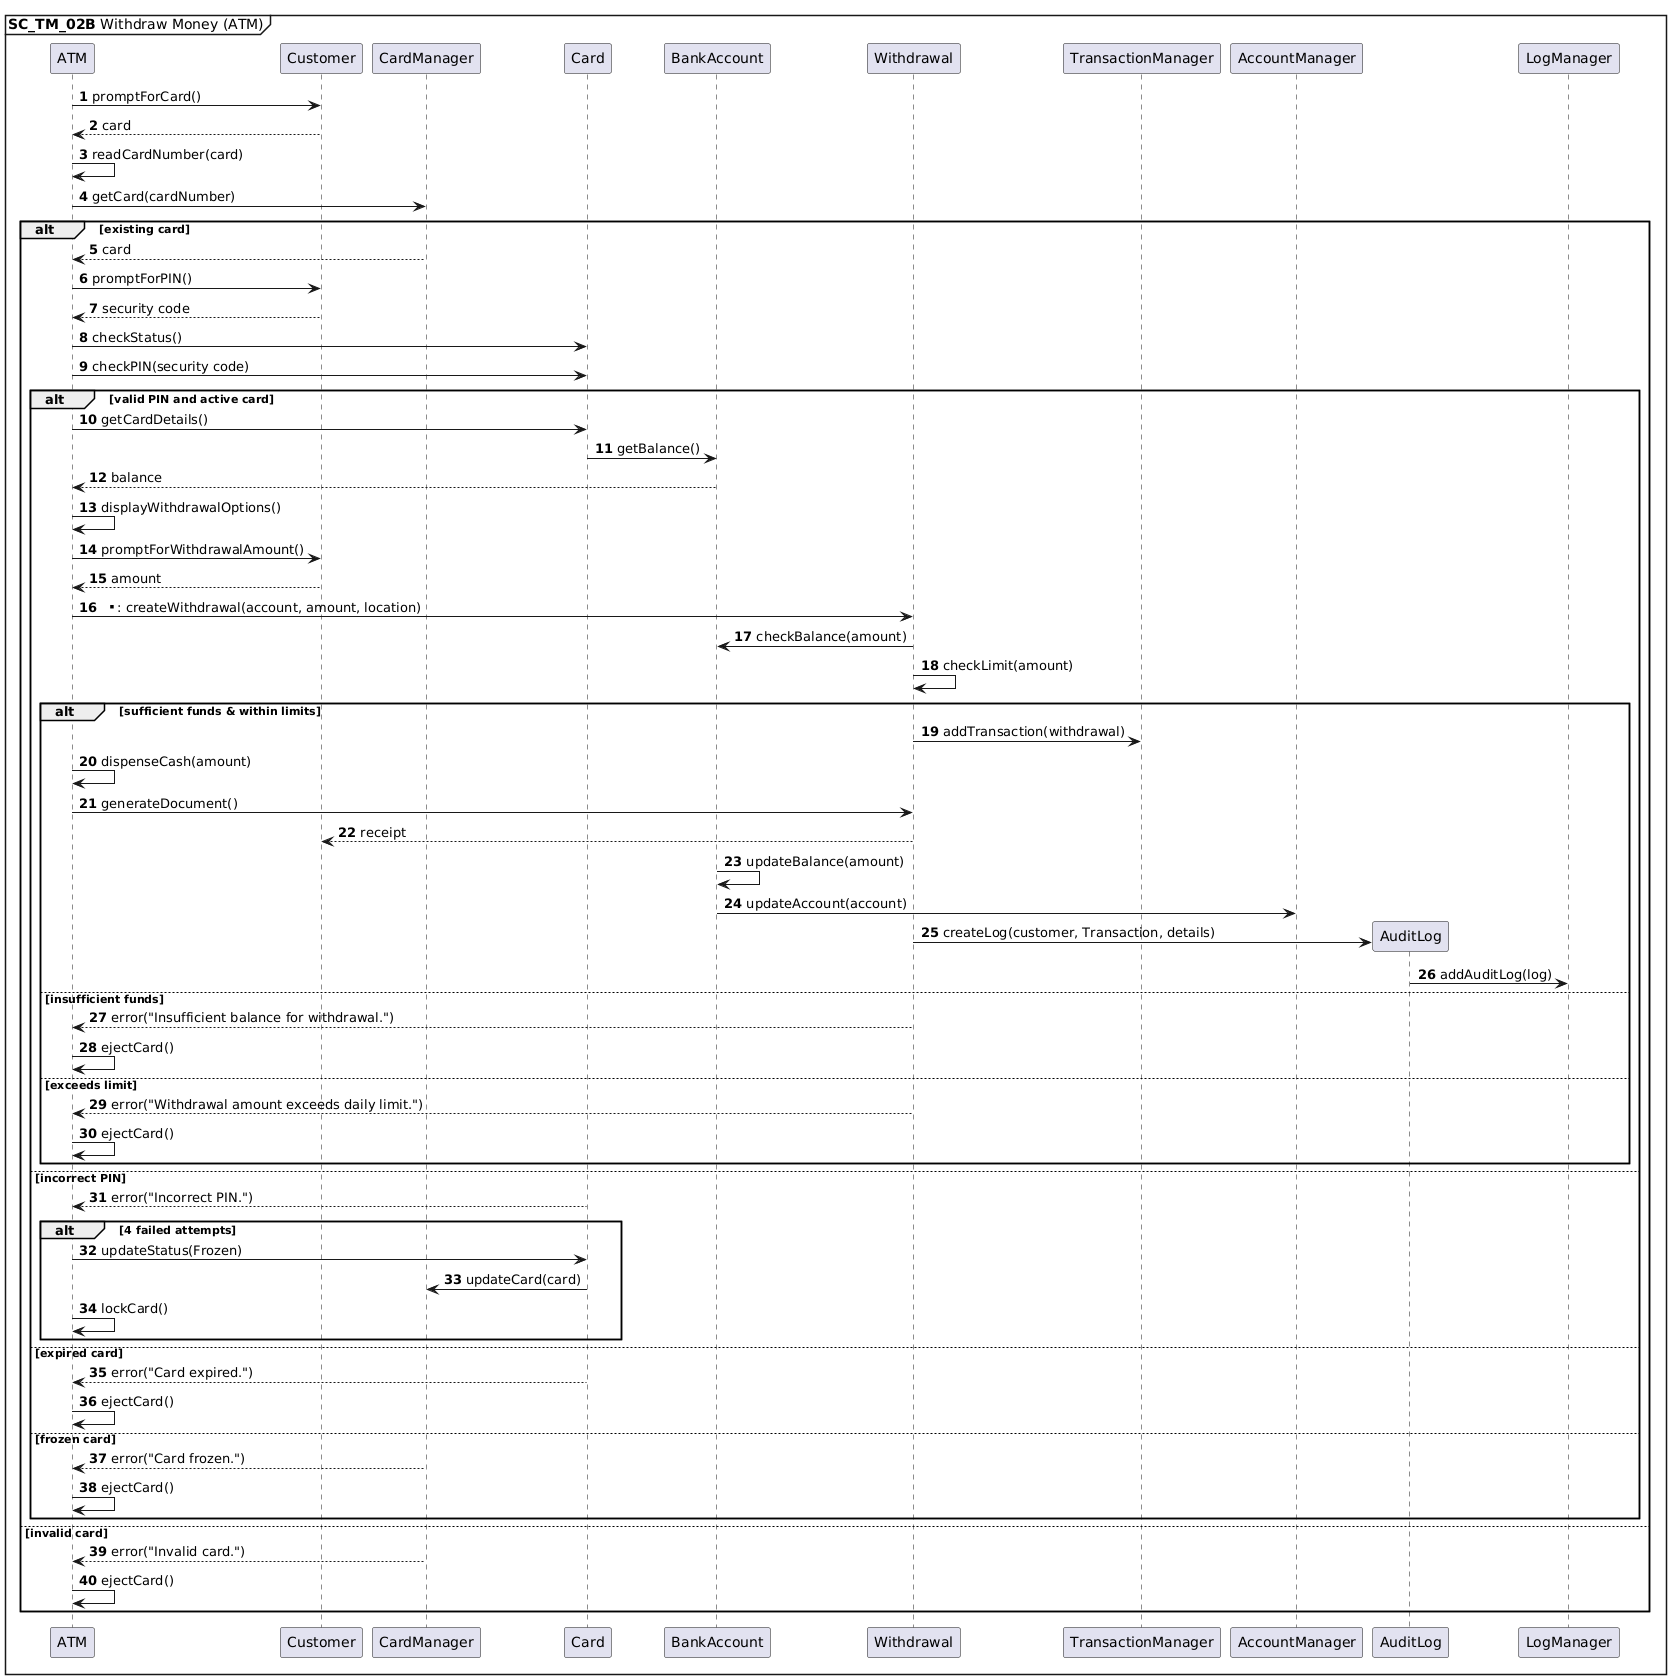 SC_TM_02B Withdraw Money (ATM)
ATM Customer CardManager Card BankAccount Withdrawal TransactionManager AccountManager LogManager
1 promptForCard()
2 card
3 readCardNumber(card)
4 getCard(cardNumber)
alt [existing card]
5 card
6 promptForPIN()
7 security code
8 checkStatus()
9 checkPIN(security code)
alt [valid PIN and active card]
10 getCardDetails()
11 getBalance()
12 balance
13 displayWithdrawalOptions()
14 promptForWithdrawalAmount()
15 amount
16 ▪: createWithdrawal(account, amount, location)
17 checkBalance(amount)
18 checkLimit(amount)
alt [sufficient funds & within limits]
19 addTransaction(withdrawal)
20 dispenseCash(amount)
21 generateDocument()
22 receipt
23 updateBalance(amount)
24 updateAccount(account)
25 createLog(customer, Transaction, details) AuditLog
26 addAuditLog(log)
[insufficient funds]
27 error("Insufficient balance for withdrawal.")
28 ejectCard()
[exceeds limit]
29 error("Withdrawal amount exceeds daily limit.")
30 ejectCard()
[incorrect PIN]
31 error("Incorrect PIN.")
alt [4 failed attempts]
32 updateStatus(Frozen)
33 updateCard(card)
34 lockCard()
[expired card]
35 error("Card expired.")
36 ejectCard()
[frozen card]
37 error("Card frozen.")
38 ejectCard()
[invalid card]
39 error("Invalid card.")
40 ejectCard()
ATM Customer CardManager Card BankAccount Withdrawal TransactionManager AccountManager AuditLog LogManager